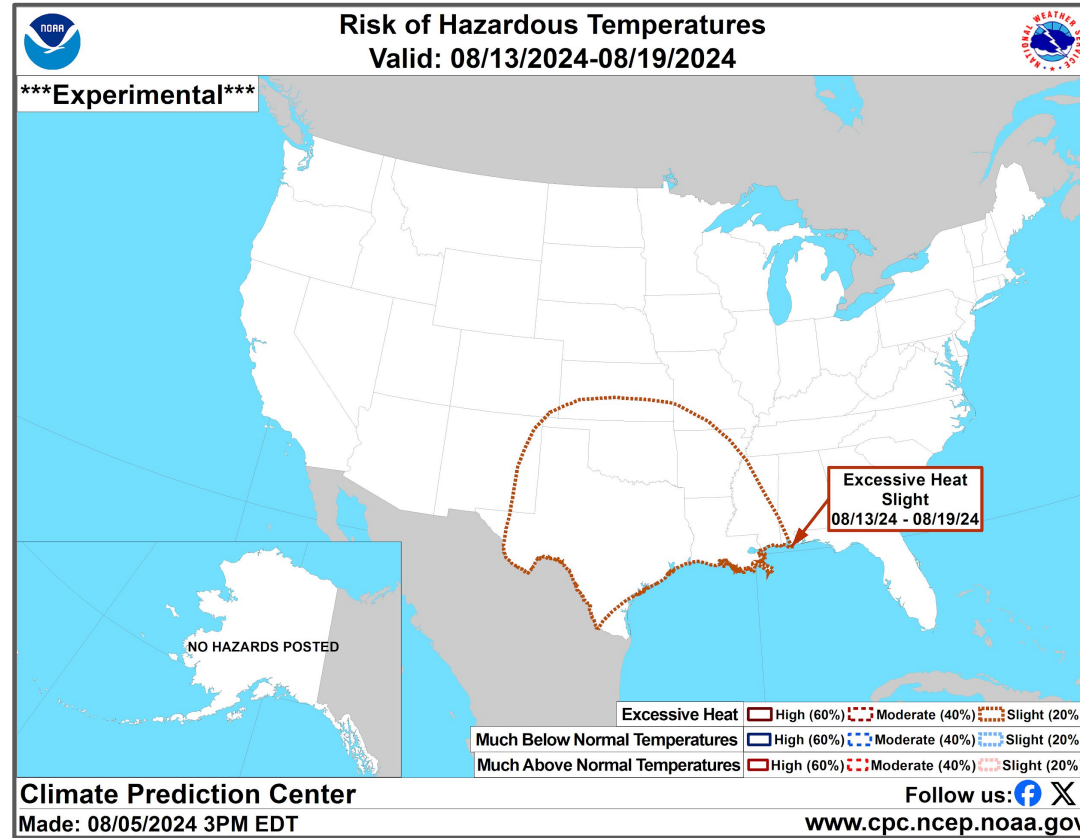 NOAA
Risk of Hazardous Temperatures
Valid: 08/13/2024-08/19/2024
NATIONAL WEATHER SERVICE
***Experimental***
Excessive Heat
Slight
08/13/24 - 08/19/24
NO HAZARDS POSTED
Excessive Heat High (60%) Moderate (40%) Slight (20%
Much Below Normal Temperatures High (60%) Moderate (40%) Slight (20%
Much Above Normal Temperatures High (60%) Moderate (40%) Slight (20%
Climate Prediction Center
Follow us:
Made: 08/05/2024 3PM EDT
www.cpc.ncep.noaa.gov